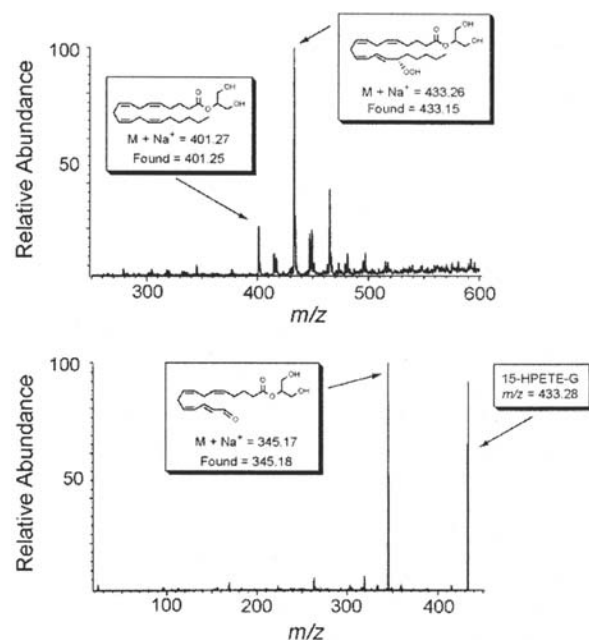 100
50
Relative Abundance
OH
O
O
OH
M + Na⁺ = 401.27
Found = 401.25
O
OH
O
OH
OOH
M + Na⁺ = 433.26
Found = 433.15
300
400
500
600
m/z
100
50
Relative Abundance
O
OH
O
OH
O
M + Na⁺ = 345.17
Found = 345.18
15-HPETE-G
m/z = 433.28
100
200
300
400
m/z